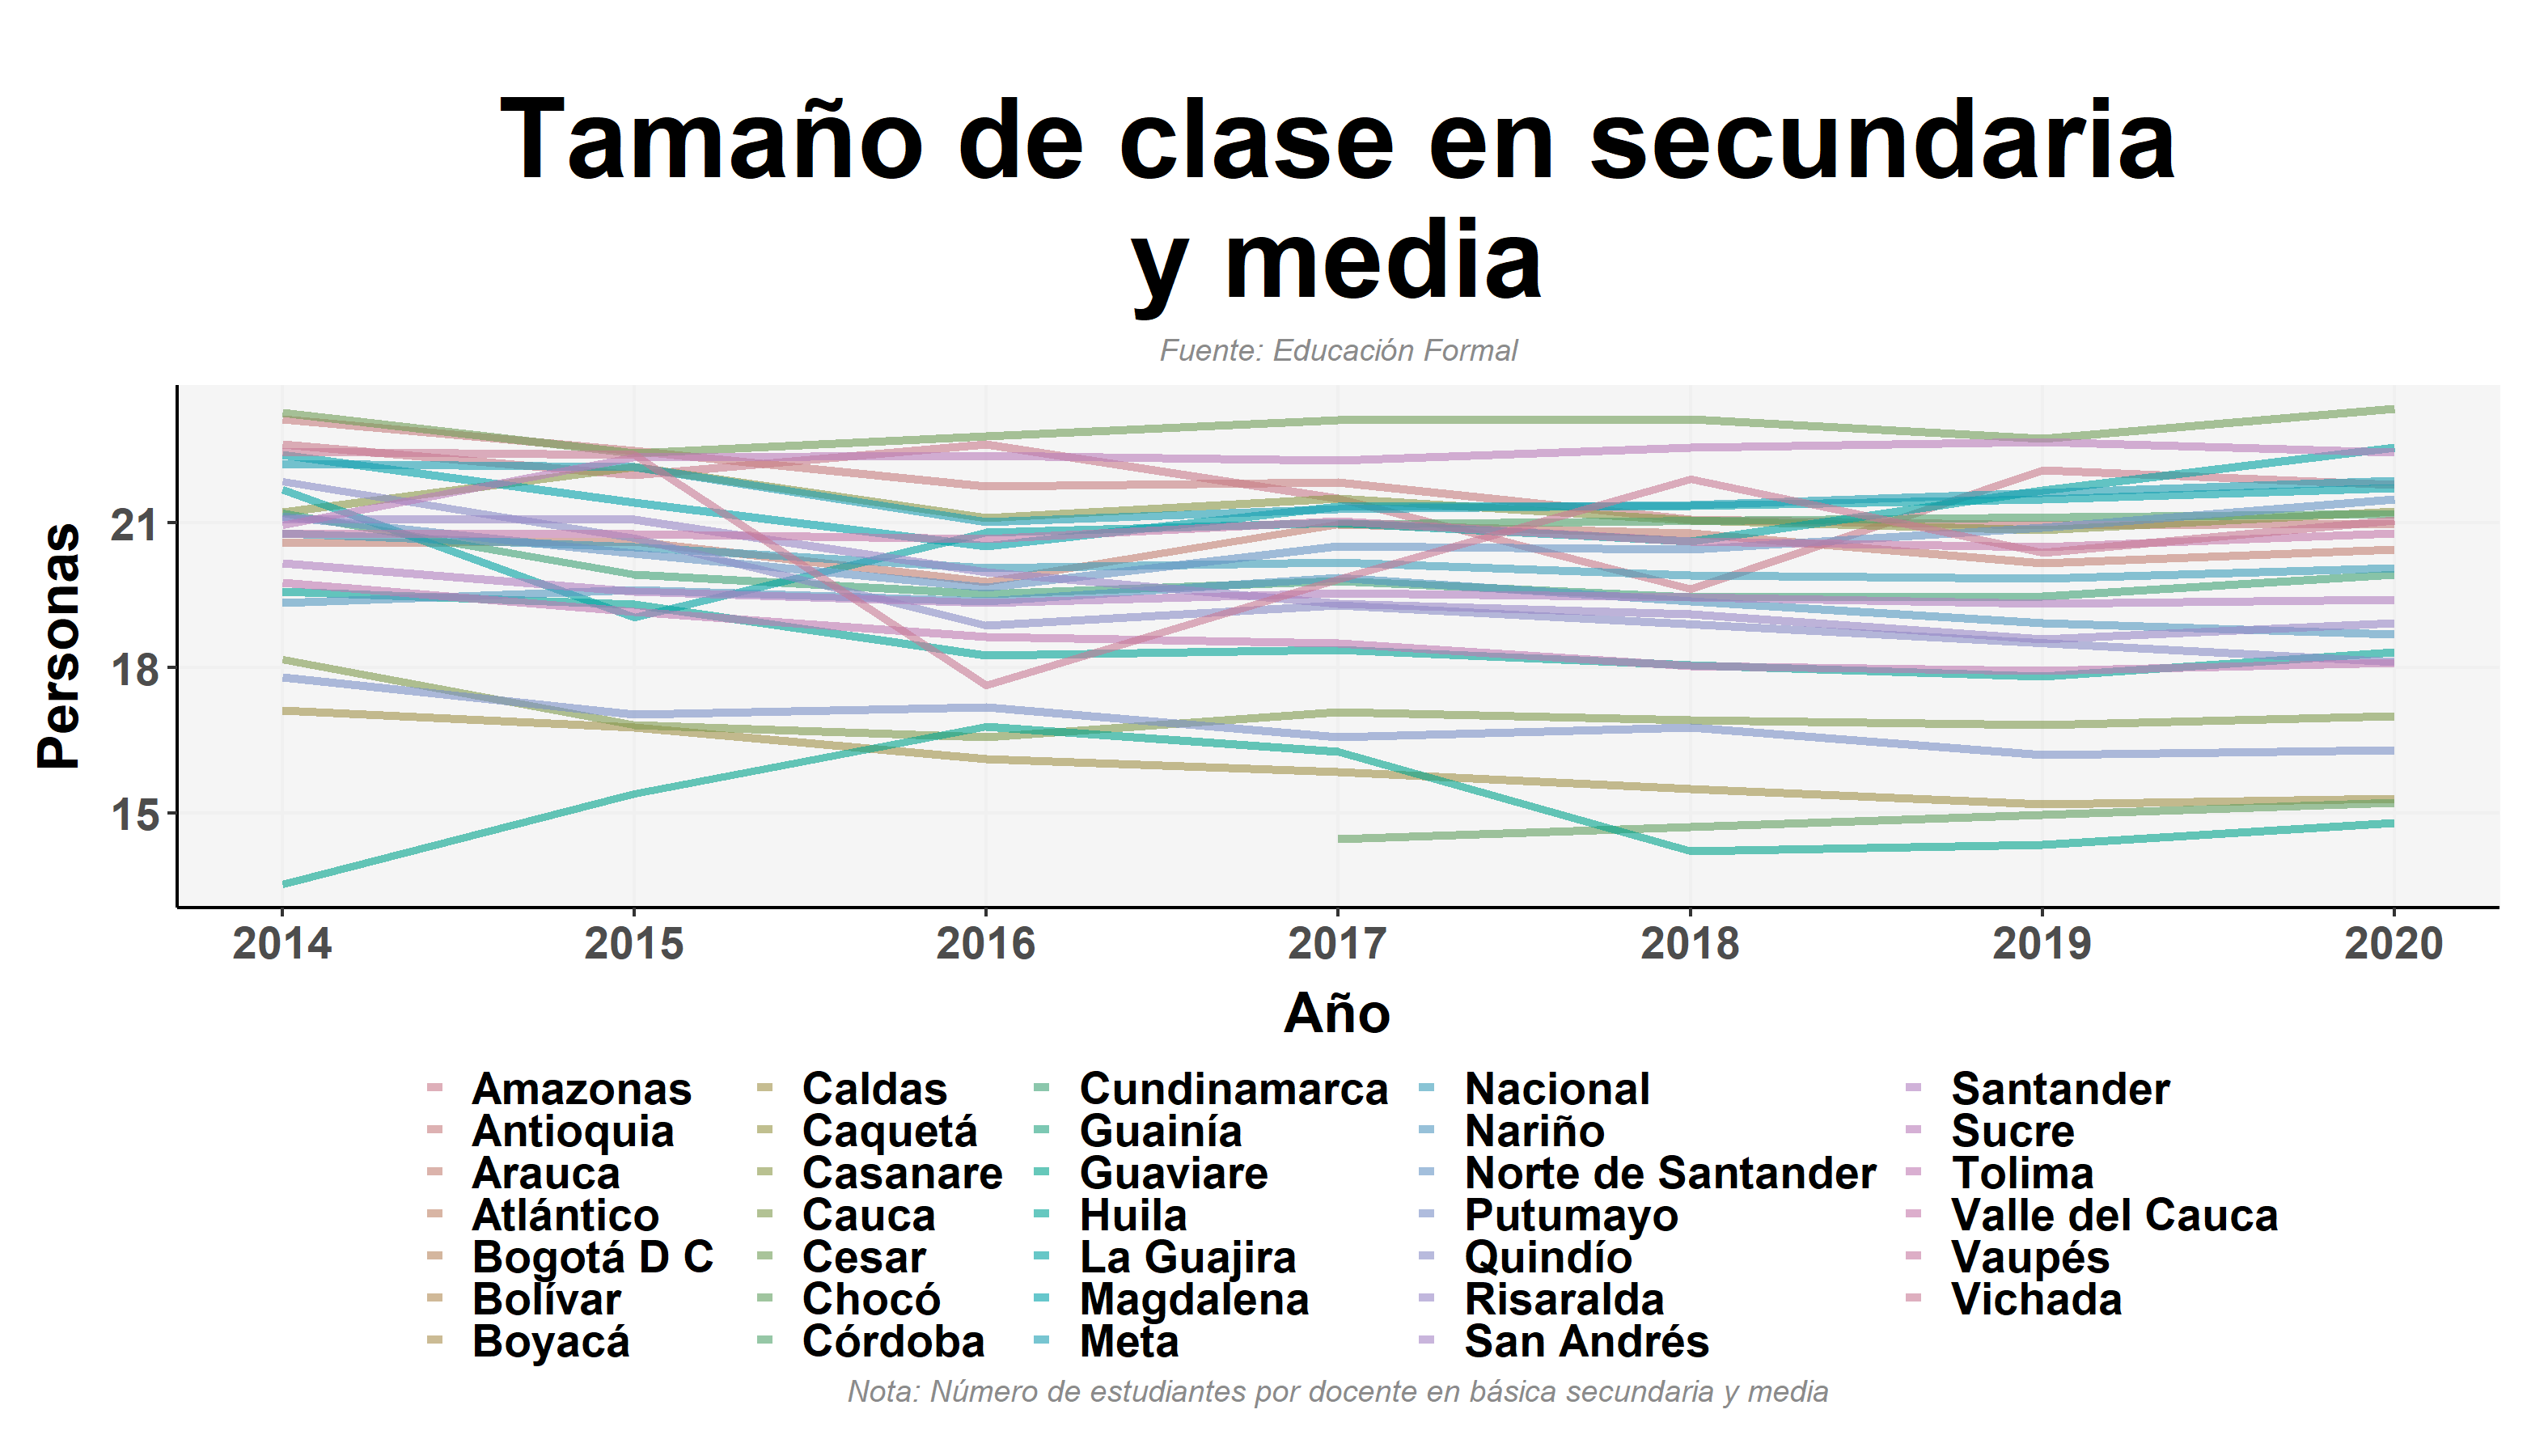 Tamaño de clase en secundaria
y media
Fuente: Educación Formal
Personas
21
18
15
2014 2015 2016 2017 2018 2019 2020
Año
Amazonas Caldas Cundinamarca Nacional Santander
Antioquia Caquetá Guainía Nariño Sucre
Arauca Casanare Guaviare Norte de Santander Tolima
Atlántico Cauca Huila Putumayo Valle del Cauca
Bogotá D C Cesar La Guajira Quindío Vaupés
Bolívar Chocó Magdalena Risaralda Vichada
Boyacá Córdoba Meta San Andrés
Nota: Número de estudiantes por docente en básica secundaria y media